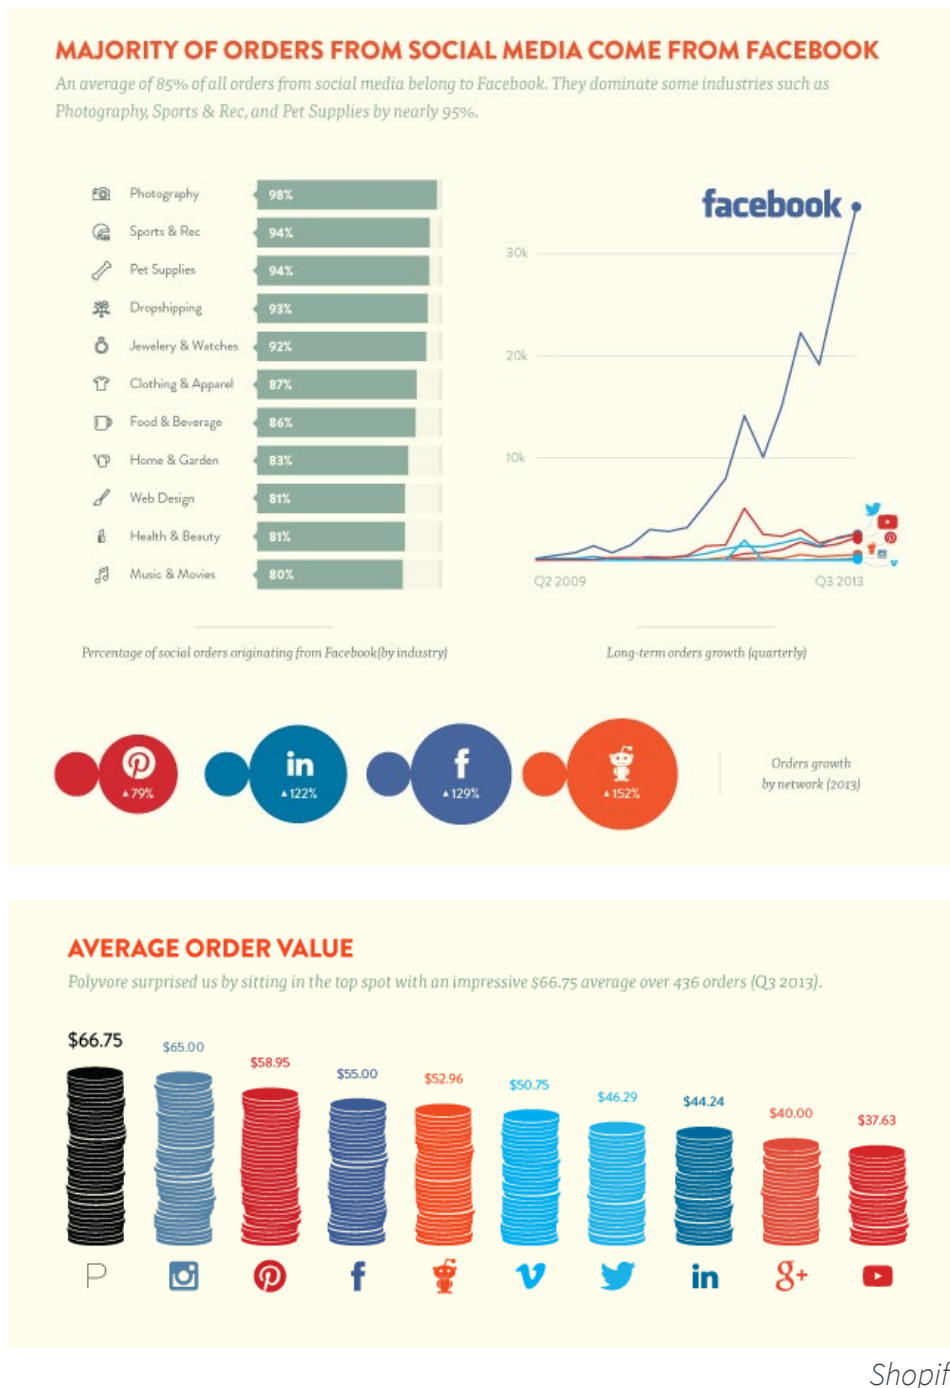 MAJORITY OF ORDERS FROM SOCIAL MEDIA COME FROM FACEBOOK
An average of 85% of all orders from social media belong to Facebook. They dominate some industries such as
Photography, Sports & Rec, and Pet Supplies by nearly 95%.
Photography 98%
Sports & Rec 94%
Pet Supplies 94%
Dropshipping 93%
Jewelery & Watches 92%
Clothing & Apparel 87%
Food & Beverage 86%
Home & Garden 83%
Web Design 81%
Health & Beauty 81%
Music & Movies 80%
Percentage of social orders originating from Facebook(by industry)
facebook
30k
20k
10k
Q2 2009 Q3 2013
Long-term orders growth (quarterly)
in f
▲79% ▲122% ▲129% ▲152%
Orders growth
by network (2013)
AVERAGE ORDER VALUE
Polyvore surprised us by sitting in the top spot with an impressive $66.75 average over 436 orders (Q3 2013).
$66.75 $65.00 $58.95 $55.00 $52.96 $50.75 $46.29 $44.24 $40.00 $37.63
P f in g+
Shopif